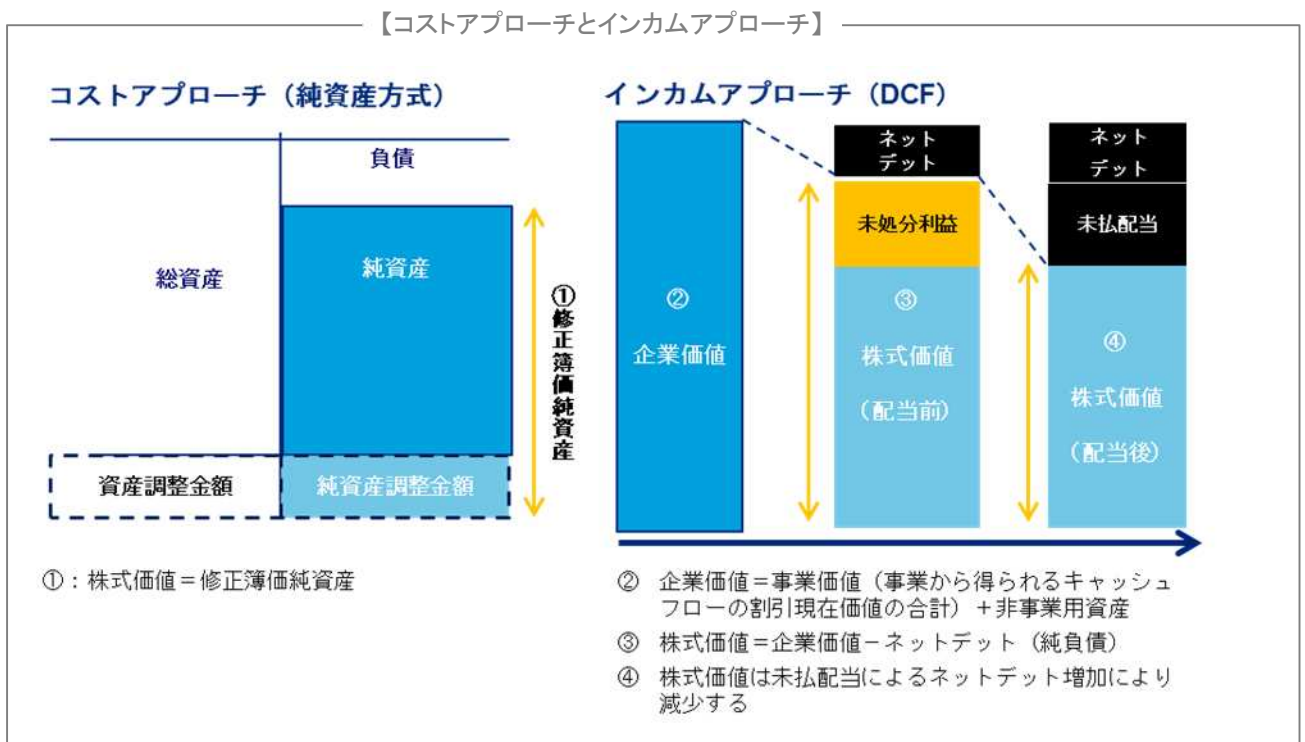 【コストアプローチとインカムアプローチ】
コストアプローチ（純資産方式）
負債
総資産
純資産
①修正簿価純資産
資産調整金額
純資産調整金額
①：株式価値＝修正簿価純資産
インカムアプローチ（DCF）
②
企業価値
ネット
デット
未処分利益
③
株式価値
（配当前）
ネット
デット
未払配当
④
株式価値
（配当後）
② 企業価値＝事業価値（事業から得られるキャッシュ
フローの割引現在価値の合計）＋非事業用資産
③ 株式価値＝企業価値－ネットデット（純負債）
④ 株式価値は未払配当によるネットデット増加により
減少する